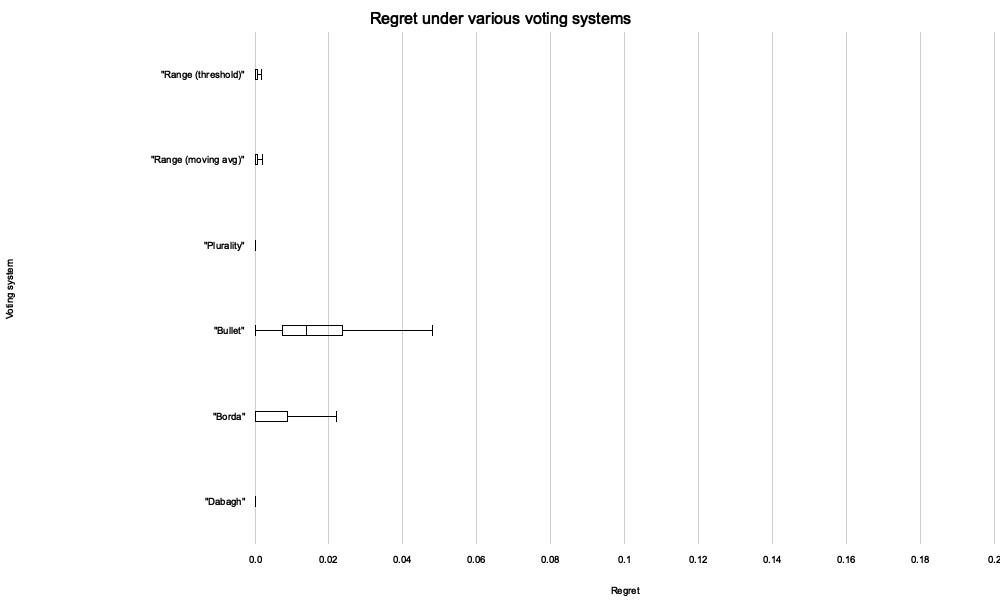 Regret under various voting systems
"Range (threshold)"
"Range (moving avg)"
"Plurality"
Voting system
"Bullet"
"Borda"
"Dabagh"
0.0 0.02 0.04 0.06 0.08 0.1 0.12 0.14 0.16 0.18 0.2
Regret